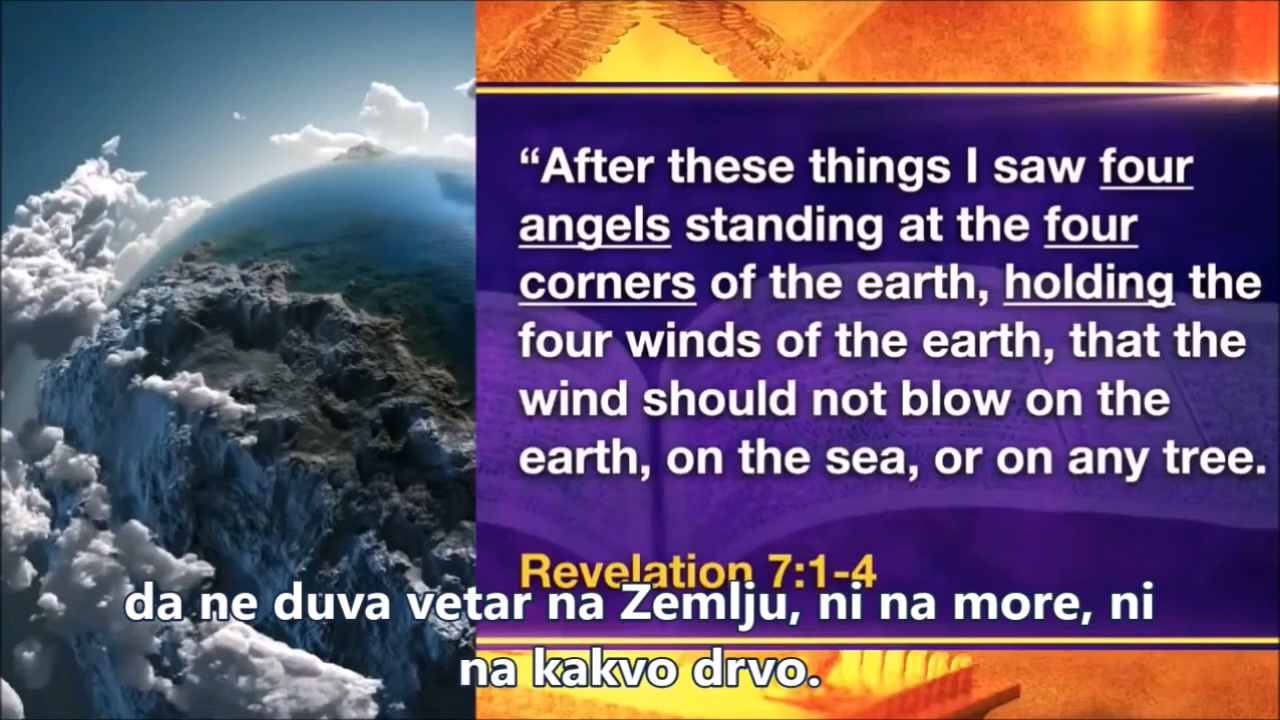 “After these things I saw four
angels standing at the four
corners of the earth, holding the
four winds of the earth, that the
wind should not blow on the
earth, on the sea, or on any tree.
Revelation 7:1-4
da ne duva vetar na Zemlju, ni na more, ni
na kakvo drvo.